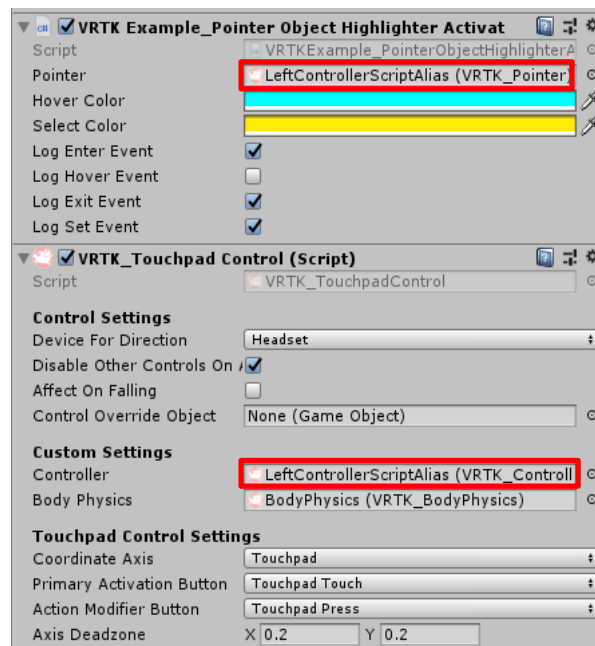 VRTK Example_Pointer Object Highlighter Activat
Script VRTKExample_PointerObjectHighlighterA
Pointer LeftControllerScriptAlias (VRTK_Pointer)
Hover Color
Select Color
Log Enter Event
Log Hover Event
Log Exit Event
Log Set Event
VRTK_Touchpad Control (Script)
Script VRTK_TouchpadControl
Control Settings
Device For Direction Headset
Disable Other Controls On
Affect On Falling
Control Override Object None (Game Object)
Custom Settings
Controller LeftControllerScriptAlias (VRTK_Controll
Body Physics BodyPhysics (VRTK_BodyPhysics)
Touchpad Control Settings
Coordinate Axis Touchpad
Primary Activation Button Touchpad Touch
Action Modifier Button Touchpad Press
Axis Deadzone X 0.2 Y 0.2